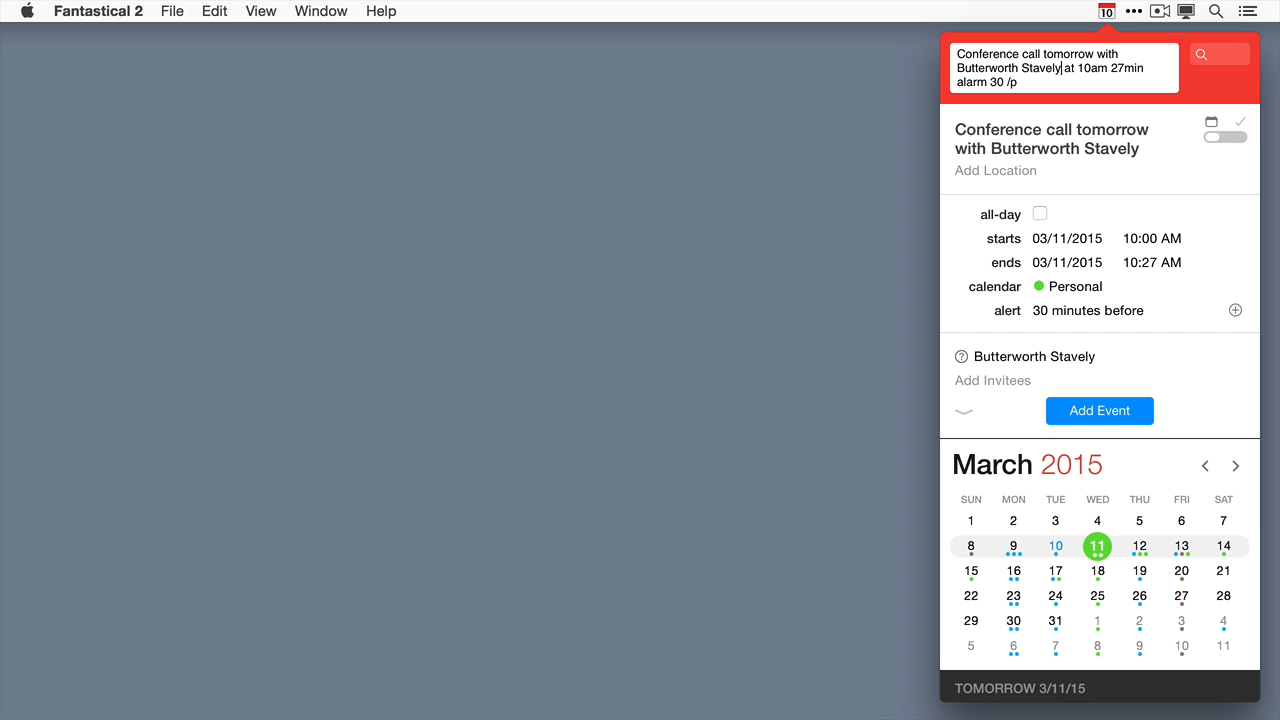 Fantastical 2 File Edit View Window Help 10
Conference call tomorrow with
Butterworth Stavely at 10am 27min
alarm 30 /p
Conference call tomorrow
with Butterworth Stavely
Add Location
all-day
starts 03/11/2015 10:00 AM
ends 03/11/2015 10:27 AM
calendar Personal
alert 30 minutes before
Butterworth Stavely
Add Invitees
Add Event
March 2015
SUN MON TUE WED THU FRI SAT
1 2 3 4 5 6 7
8 9 10 11 12 13 14
15 16 17 18 19 20 21
22 23 24 25 26 27 28
29 30 31 1 2 3 4
5 6 7 8 9 10 11
TOMORROW 3/11/15